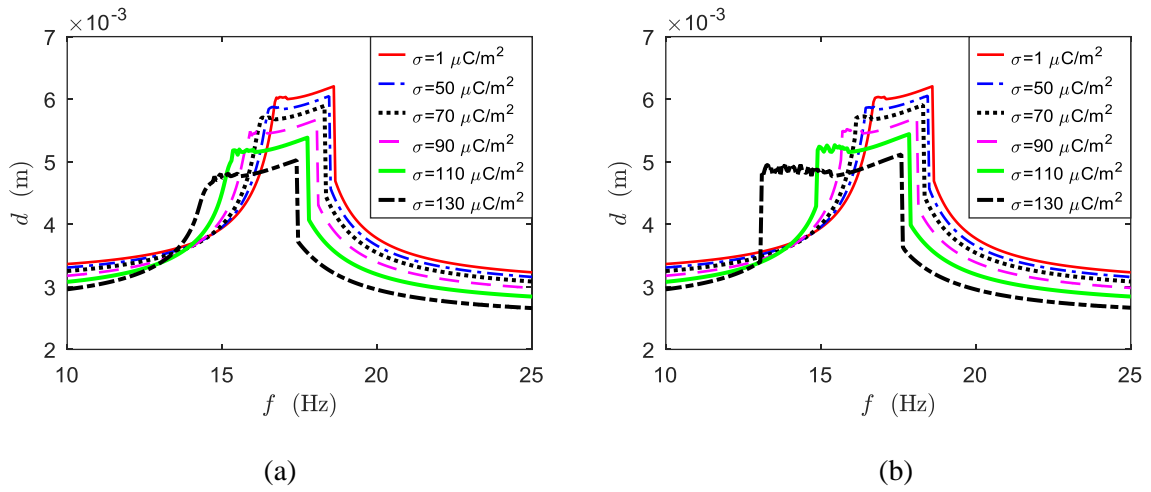 ×10⁻³
7
6
5
4
3
2
d (m)
10 15 20 25
f (Hz)
σ=1 μC/m²
σ=50 μC/m²
σ=70 μC/m²
σ=90 μC/m²
σ=110 μC/m²
σ=130 μC/m²
(a)
×10⁻³
7
6
5
4
3
2
d (m)
10 15 20 25
f (Hz)
σ=1 μC/m²
σ=50 μC/m²
σ=70 μC/m²
σ=90 μC/m²
σ=110 μC/m²
σ=130 μC/m²
(b)